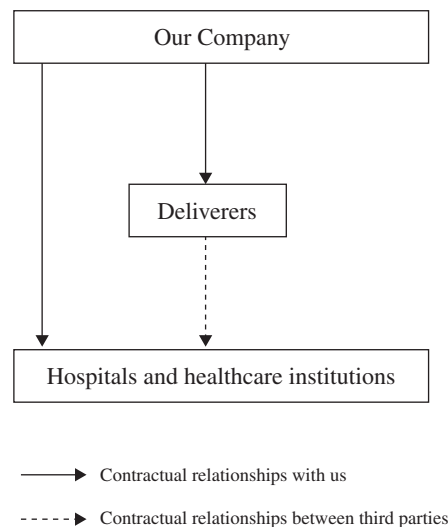 Our Company
Deliverers
Hospitals and healthcare institutions
Contractual relationships with us
Contractual relationships between third parties